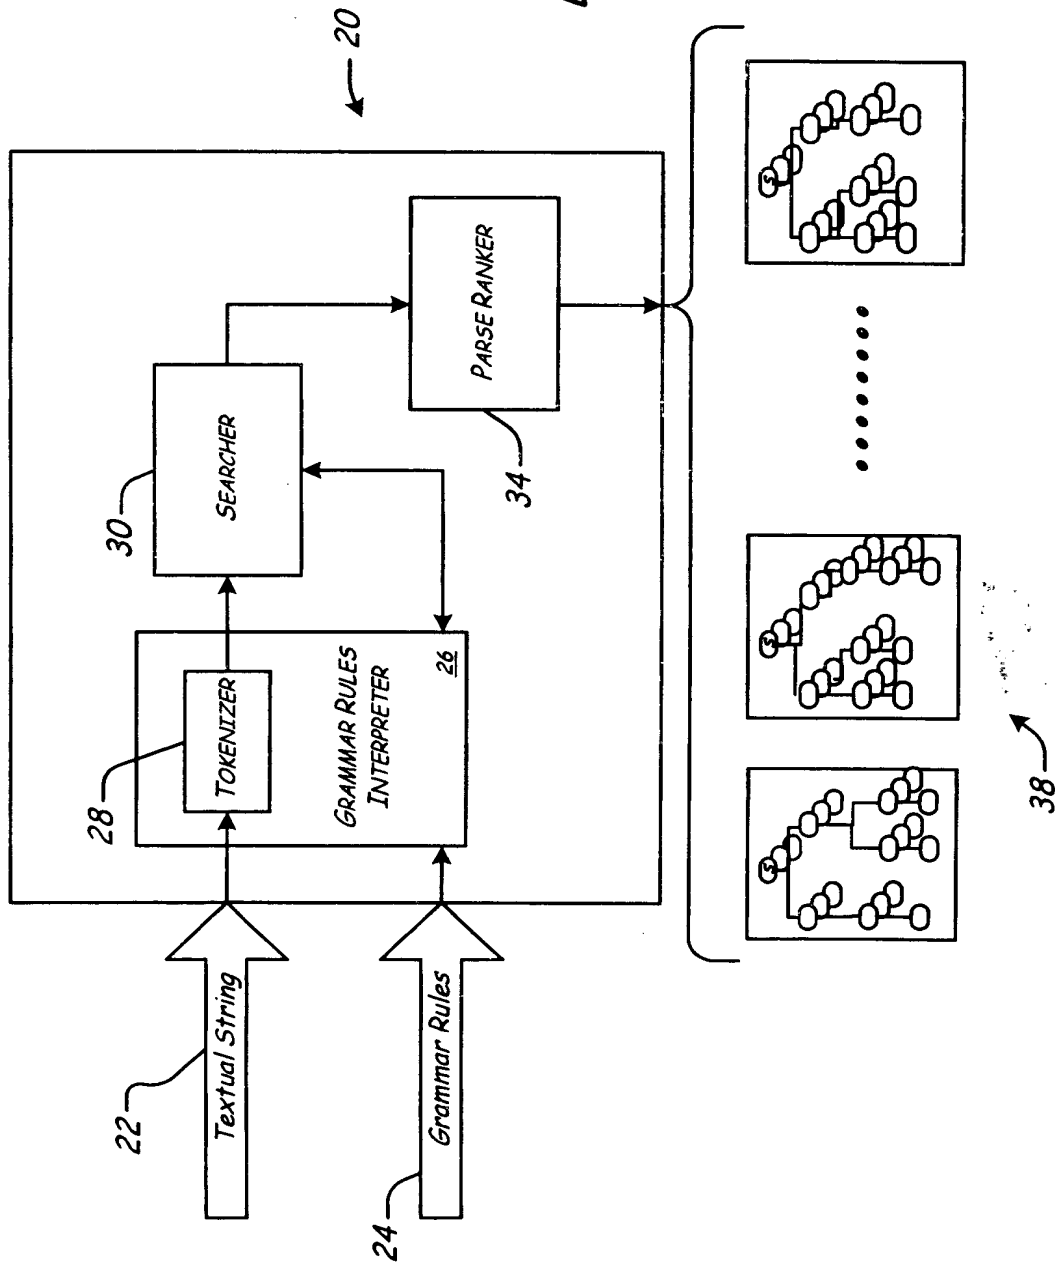 20
22
Textual String
24
Grammar Rules
28
TOKENIZER
GRAMMAR RULES
INTERPRETER
26
30
SEARCHER
34
PARSE RANKER
38
S
S
S